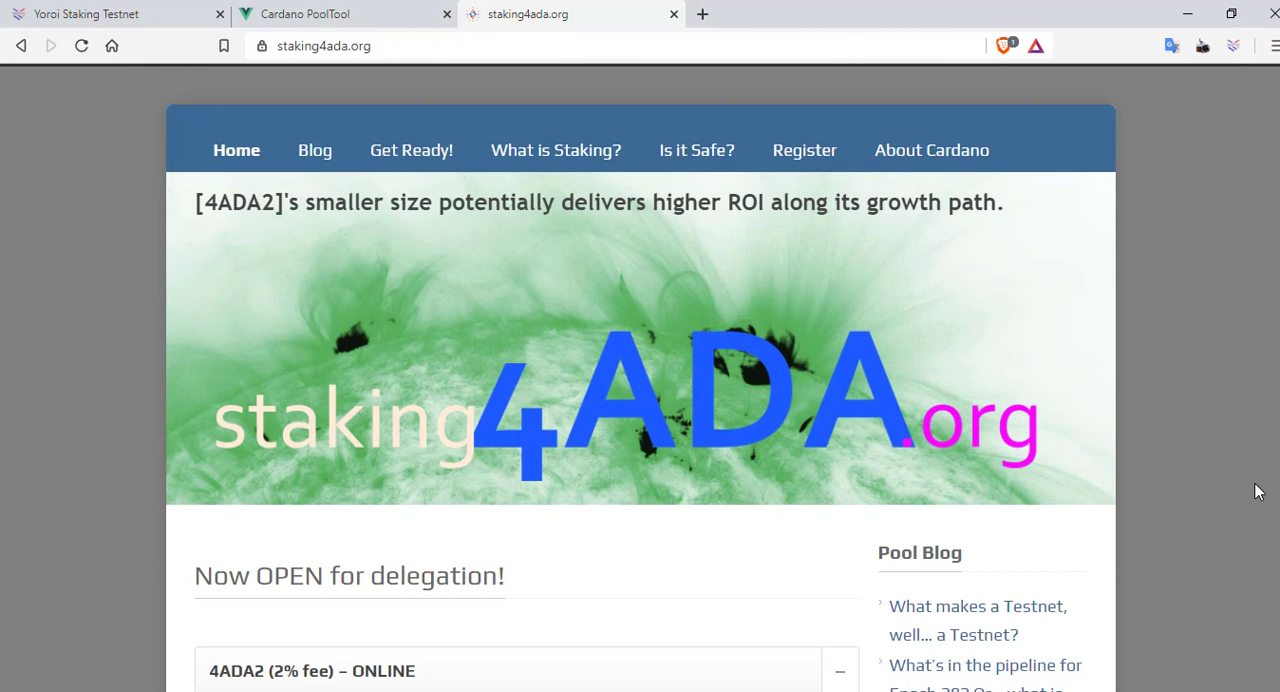 Yoroi Staking Testnet
Cardano PoolTool
staking4ada.org
staking4ada.org
1
Home Blog Get Ready! What is Staking? Is it Safe? Register About Cardano
[4ADA2]'s smaller size potentially delivers higher ROI along its growth path.
staking4ADA.org
Now OPEN for delegation!
4ADA2 (2% fee) – ONLINE
Pool Blog
What makes a Testnet,
well... a Testnet?
What's in the pipeline for